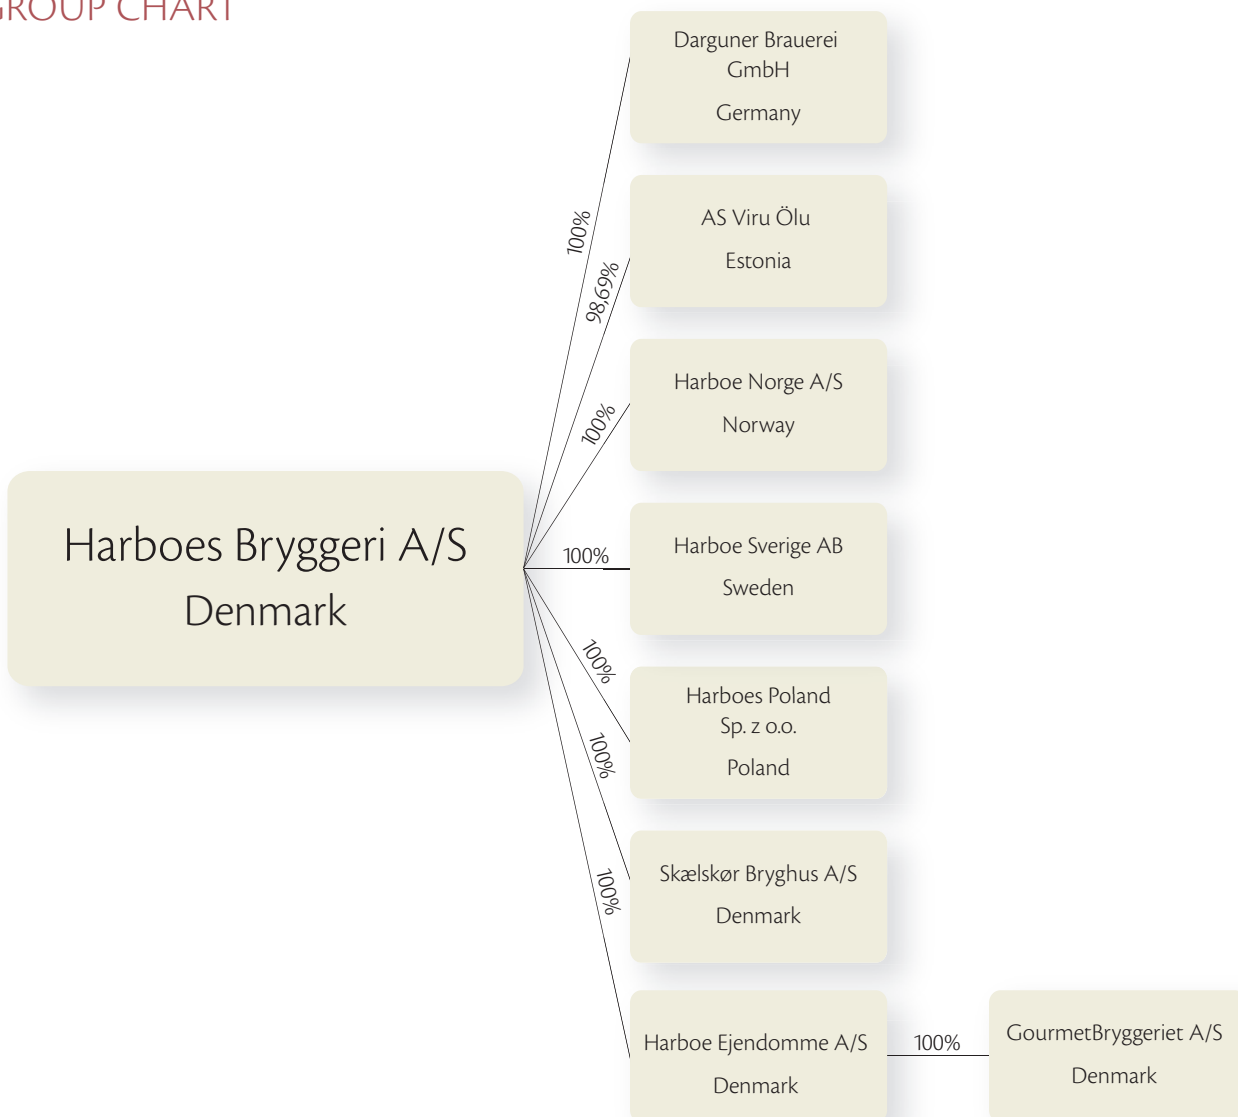 GROUP CHART
Darguner Brauerei
GmbH
Germany
100%
AS Viru Ölu
Estonia
98,69%
Harboe Norge A/S
Norway
100%
Harboes Bryggeri A/S
Denmark
100%
Harboe Sverige AB
Sweden
100%
Harboes Poland
Sp. z o.o.
Poland
100%
Skælskør Bryghus A/S
Denmark
100%
Harboe Ejendomme A/S
Denmark
100%
GourmetBryggeriet A/S
Denmark